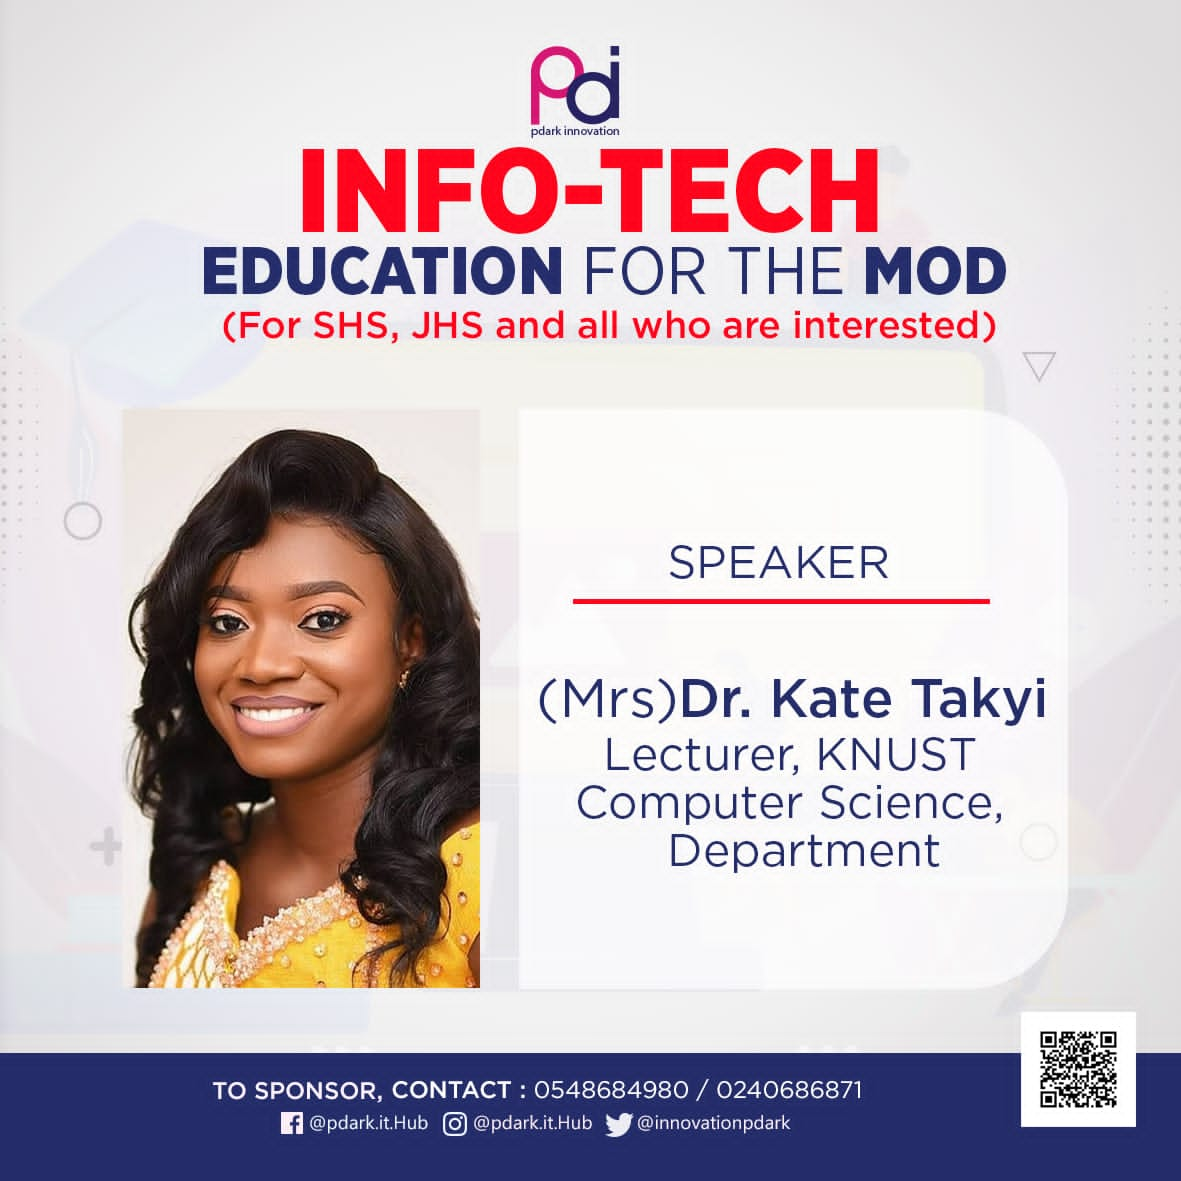 pdi
pdark innovation
INFO-TECH
EDUCATION FOR THE MOD
(For SHS, JHS and all who are interested)
SPEAKER
(Mrs)Dr. Kate Takyi
Lecturer, KNUST
Computer Science,
Department
TO SPONSOR, CONTACT : 0548684980 / 0240686871
@pdark.it.Hub @pdark.it.Hub @innovationpdark